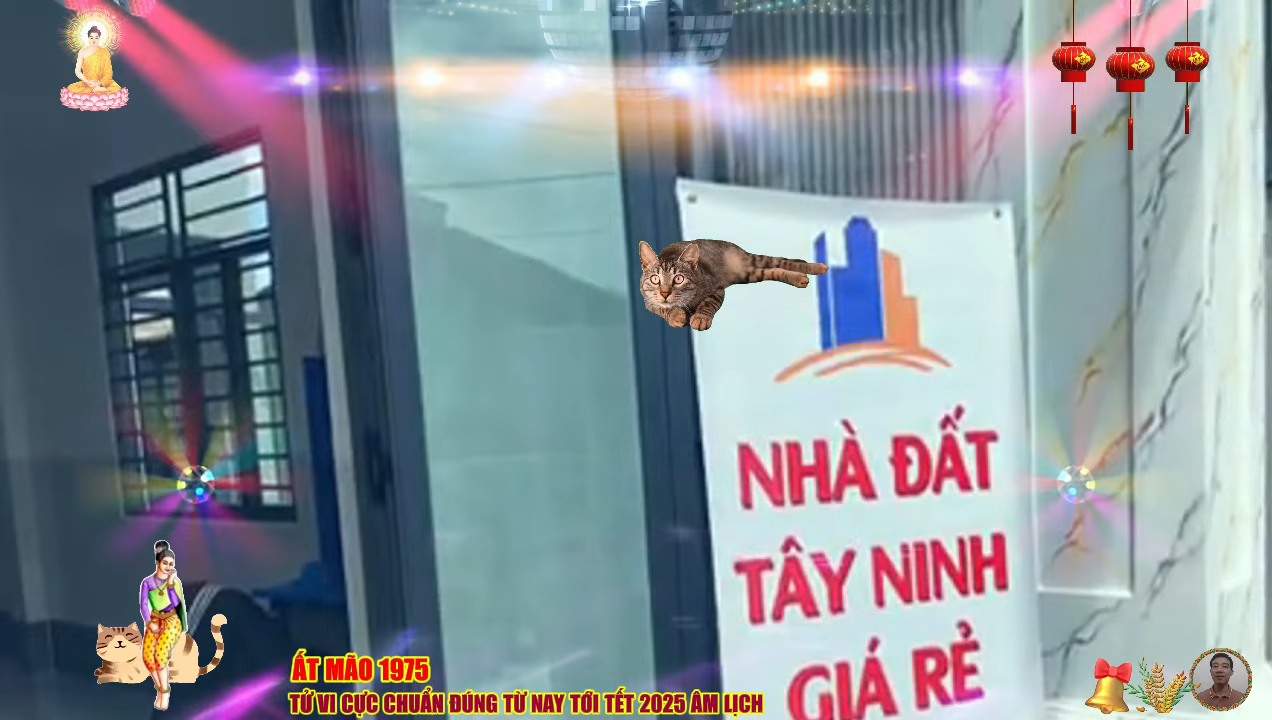 NHÀ ĐẤT
TÂY NINH
GIÁ RẺ
ẤT MÃO 1975
TỬ VI CỰC CHUẨN ĐÚNG TỪ NAY TỚI TẾT 2025 ÂM LỊCH